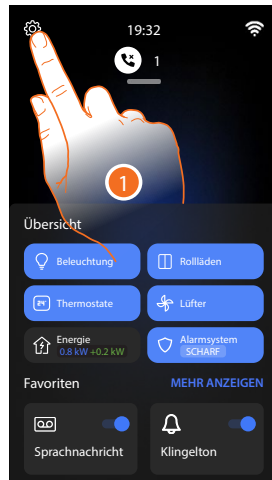 19:32
1
1
Übersicht
Beleuchtung
Rollläden
Thermostate
Lüfter
Energie
0.8 kW +0.2 kW
Alarmsystem
SCHARF
Favoriten
MEHR ANZEIGEN
Sprachnachricht
Klingelton